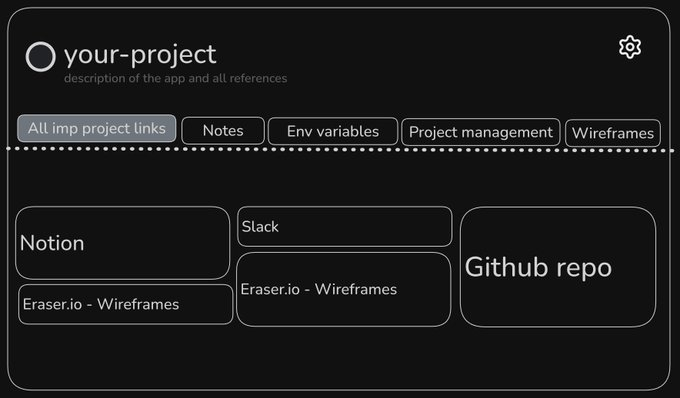 your-project
description of the app and all references
All imp project links
Notes
Env variables
Project management
Wireframes
Notion
Slack
Github repo
Eraser.io - Wireframes
Eraser.io - Wireframes